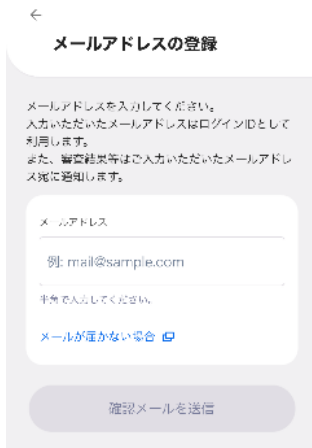 メールアドレスの登録
メールアドレスを入力してください。
入力いただいたメールアドレスはログインIDとして
利用します。
また、審査結果等はご入力いただいたメールアドレ
ス宛に通知します。
メールアドレス
例: mail@sample.com
半角で入力してください。
メールが届かない場合
確認メールを送信